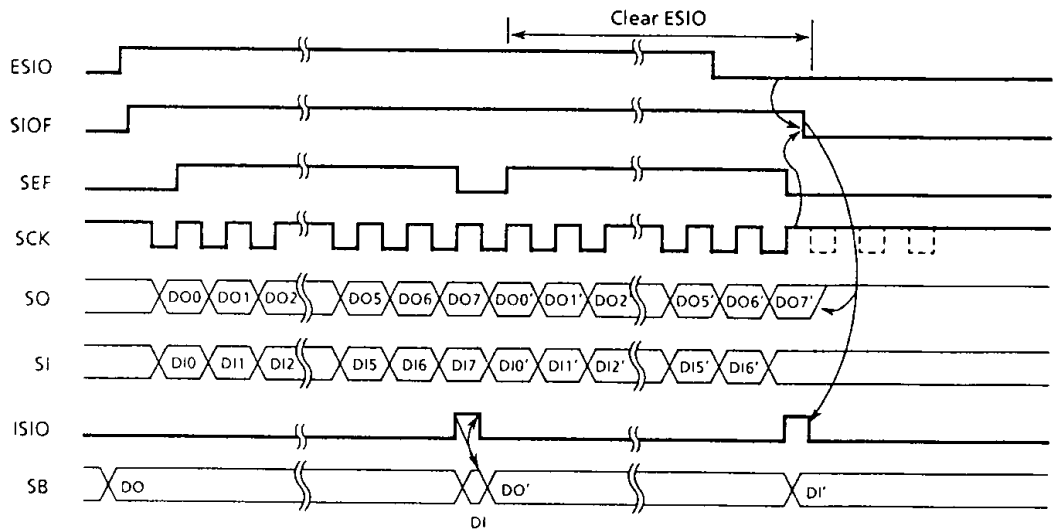 Clear ESIO
ESIO
SIOF
SEF
SCK
SO DO0 DO1 DO2 DO5 DO6 DO7 DO0' DO1' DO2' DO5' DO6' DO7'
SI DI0 DI1 DI2 DI5 DI6 DI7 DI0' DI1' DI2' DI5' DI6'
ISIO
SB DO DO' DI'
DI